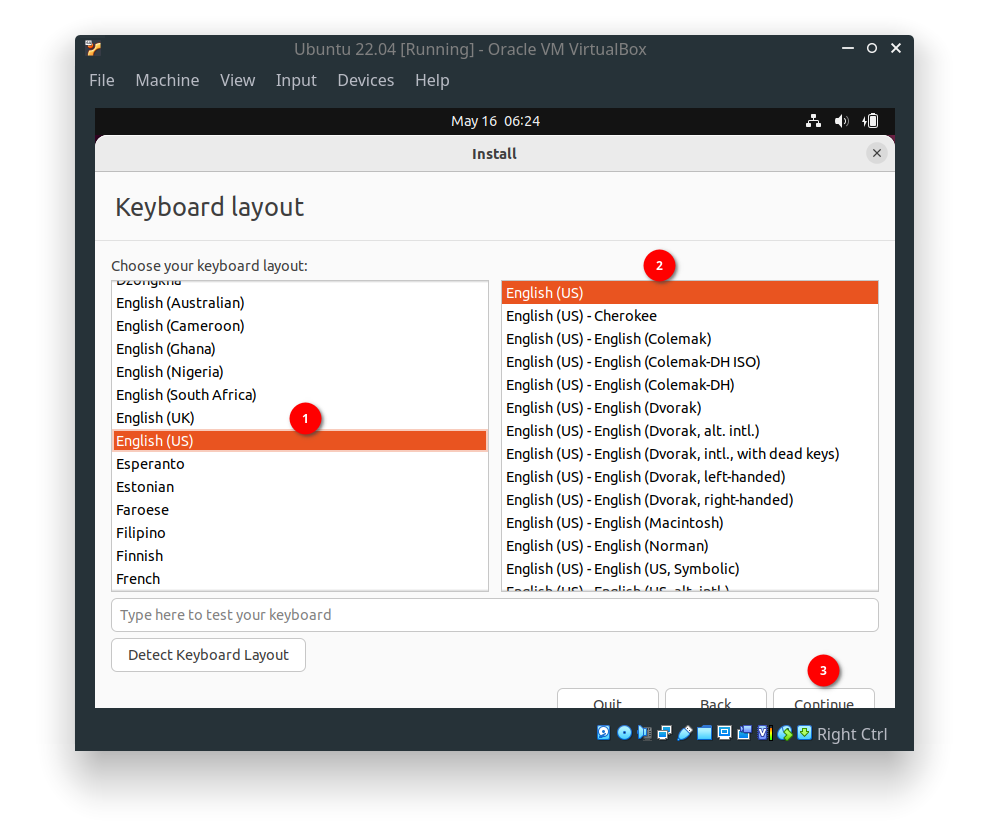 Ubuntu 22.04 [Running] - Oracle VM VirtualBox
File Machine View Input Devices Help
May 16 06:24
Install
Keyboard layout
Choose your keyboard layout:
2
Dzongkha
English (Australian)
English (Cameroon)
English (Ghana)
English (Nigeria)
English (South Africa)
English (UK)
1
English (US)
Esperanto
Estonian
Faroese
Filipino
Finnish
French
English (US)
English (US) - Cherokee
English (US) - English (Colemak)
English (US) - English (Colemak-DH ISO)
English (US) - English (Colemak-DH)
English (US) - English (Dvorak)
English (US) - English (Dvorak, alt. intl.)
English (US) - English (Dvorak, intl., with dead keys)
English (US) - English (Dvorak, left-handed)
English (US) - English (Dvorak, right-handed)
English (US) - English (Macintosh)
English (US) - English (Norman)
English (US) - English (US, Symbolic)
English (US) - English (US, alt. intl.)
Type here to test your keyboard
Detect Keyboard Layout
3
Quit Back Continue
Right Ctrl